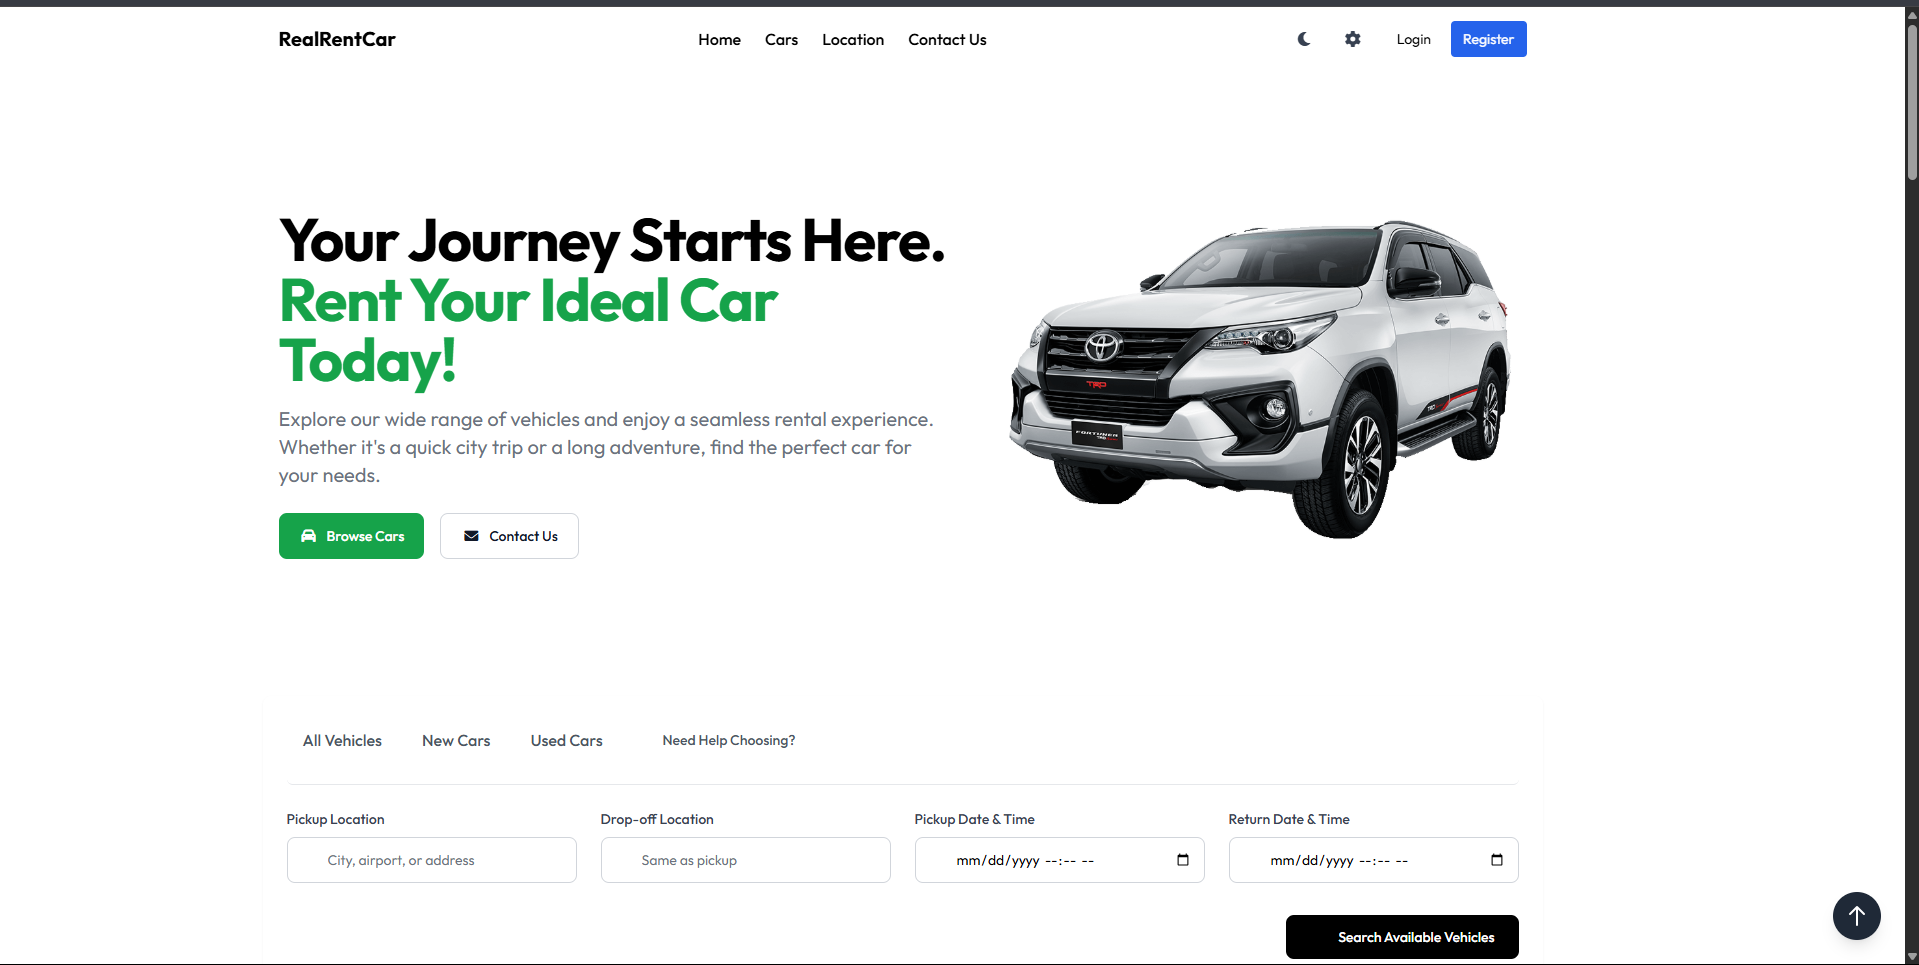 RealRentCar
Home Cars Location Contact Us
Login Register
Your Journey Starts Here.
Rent Your Ideal Car
Today!
Explore our wide range of vehicles and enjoy a seamless rental experience.
Whether it's a quick city trip or a long adventure, find the perfect car for
your needs.
Browse Cars Contact Us
TRD
FORTUNER
TRD
All Vehicles New Cars Used Cars Need Help Choosing?
Pickup Location Drop-off Location Pickup Date & Time Return Date & Time
City, airport, or address Same as pickup mm/dd/yyyy --:-- -- mm/dd/yyyy --:-- --
Search Available Vehicles